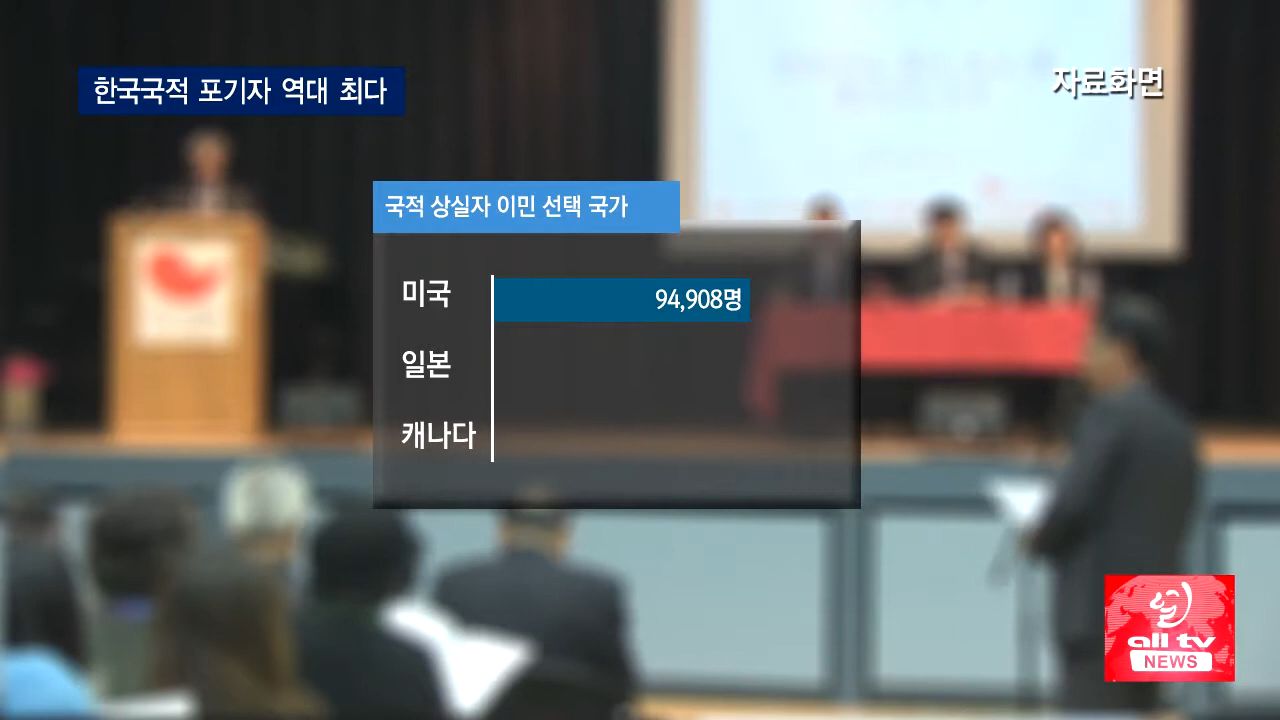 한국국적 포기자 역대 최다
자료화면
국적 상실자 이민 선택 국가
미국 94,908명
일본
캐나다
all tv
NEWS